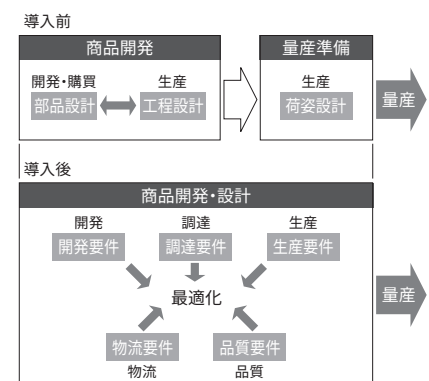 導入前
商品開発
量産準備
開発・購買
生産
生産
部品設計
工程設計
荷姿設計
量産
導入後
商品開発・設計
開発
調達
生産
開発要件
調達要件
生産要件
最適化
量産
物流要件
品質要件
物流
品質